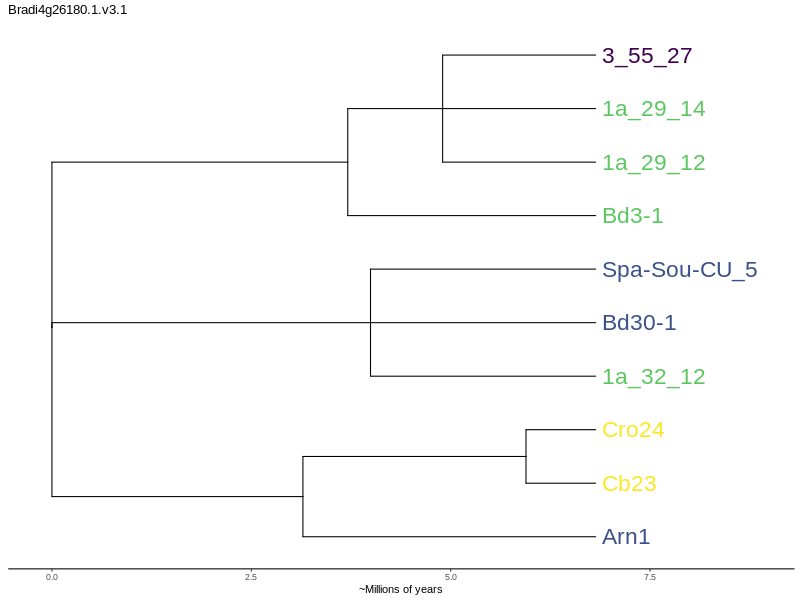 Bradi4g26180.1.v3.1
3_55_27
1a_29_14
1a_29_12
Bd3-1
Spa-Sou-CU_5
Bd30-1
1a_32_12
Cro24
Cb23
Arn1
0.0 2.5 5.0 7.5
~Millions of years